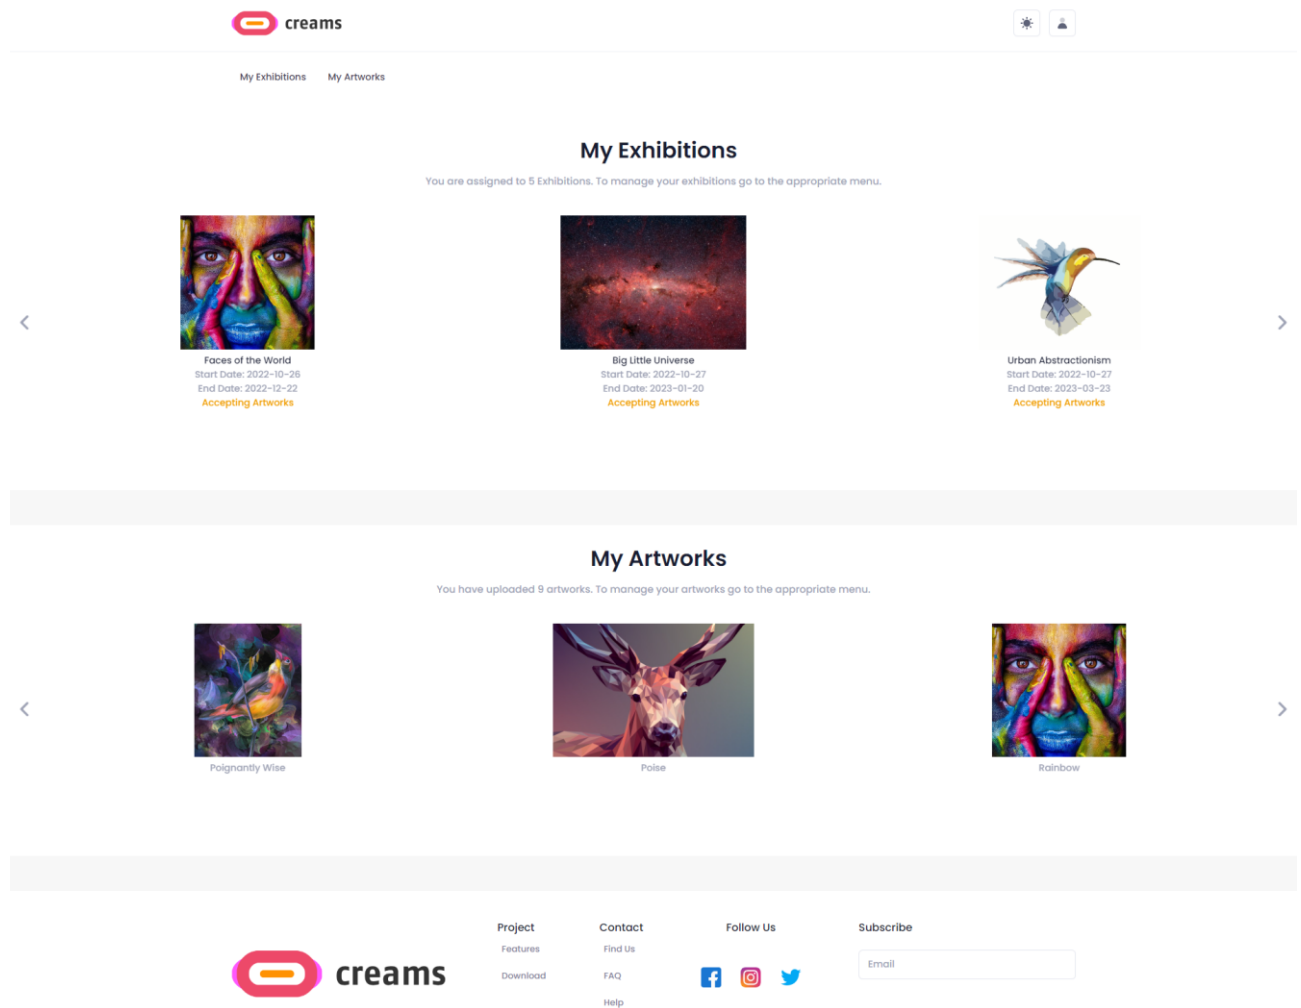 creams
My Exhibitions My Artworks
My Exhibitions
You are assigned to 5 Exhibitions. To manage your exhibitions go to the appropriate menu.
Faces of the World
Start Date: 2022-10-26
End Date: 2022-12-22
Accepting Artworks
Big Little Universe
Start Date: 2022-10-27
End Date: 2023-01-20
Accepting Artworks
Urban Abstractionism
Start Date: 2022-10-27
End Date: 2023-03-23
Accepting Artworks
My Artworks
You have uploaded 9 artworks. To manage your artworks go to the appropriate menu.
Poignantly Wise
Poise
Rainbow
creams
Project
Features
Download
Contact
Find Us
FAQ
Help
Follow Us
Subscribe
Email